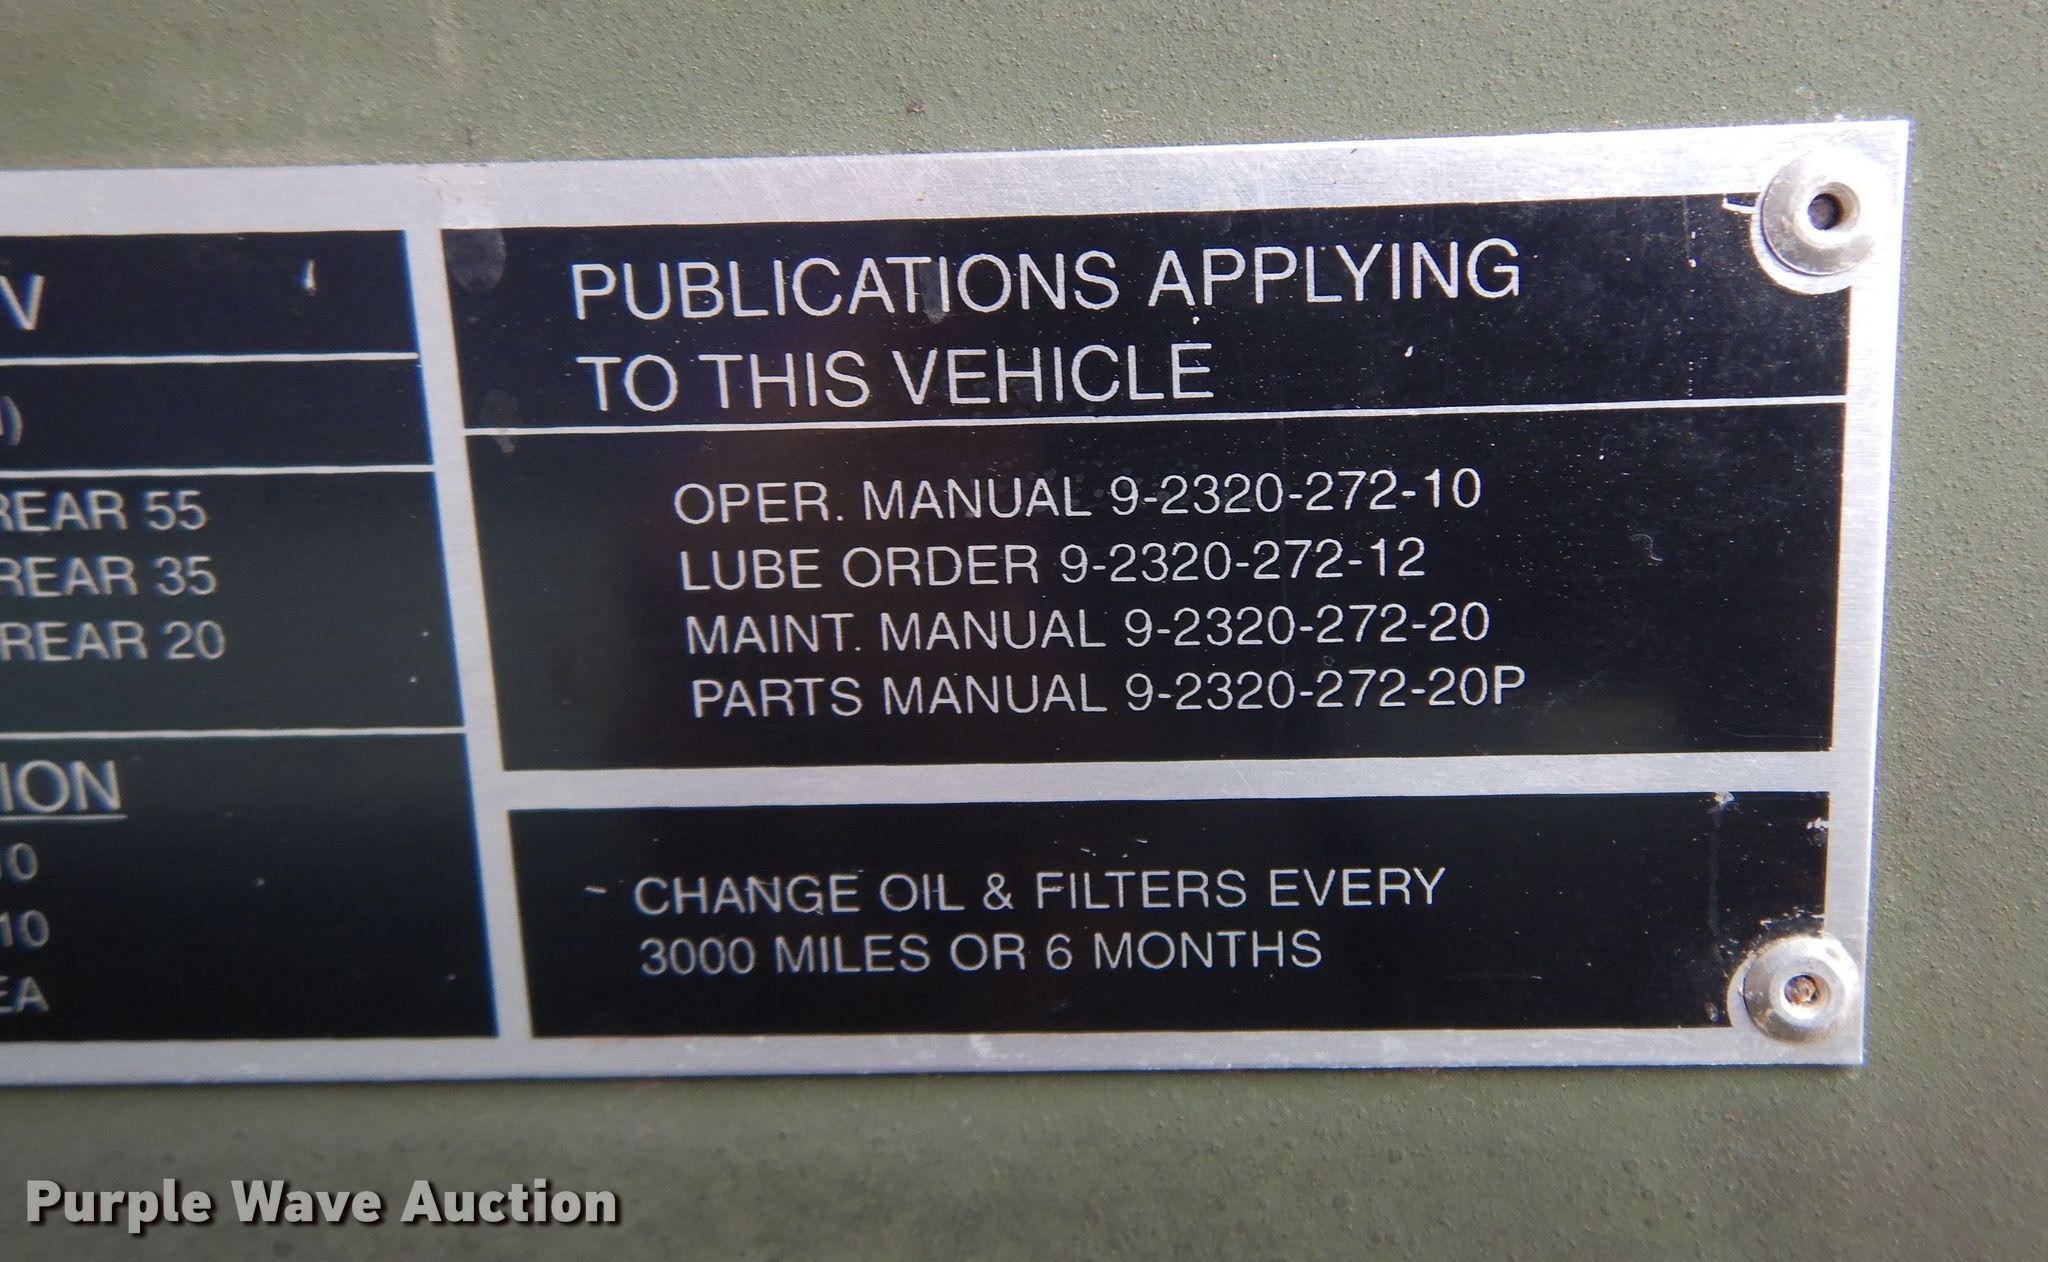 V
)
REAR 55
REAR 35
REAR 20
ION
10
10
EA
PUBLICATIONS APPLYING
TO THIS VEHICLE
OPER. MANUAL 9-2320-272-10
LUBE ORDER 9-2320-272-12
MAINT. MANUAL 9-2320-272-20
PARTS MANUAL 9-2320-272-20P
CHANGE OIL & FILTERS EVERY
3000 MILES OR 6 MONTHS
Purple Wave Auction